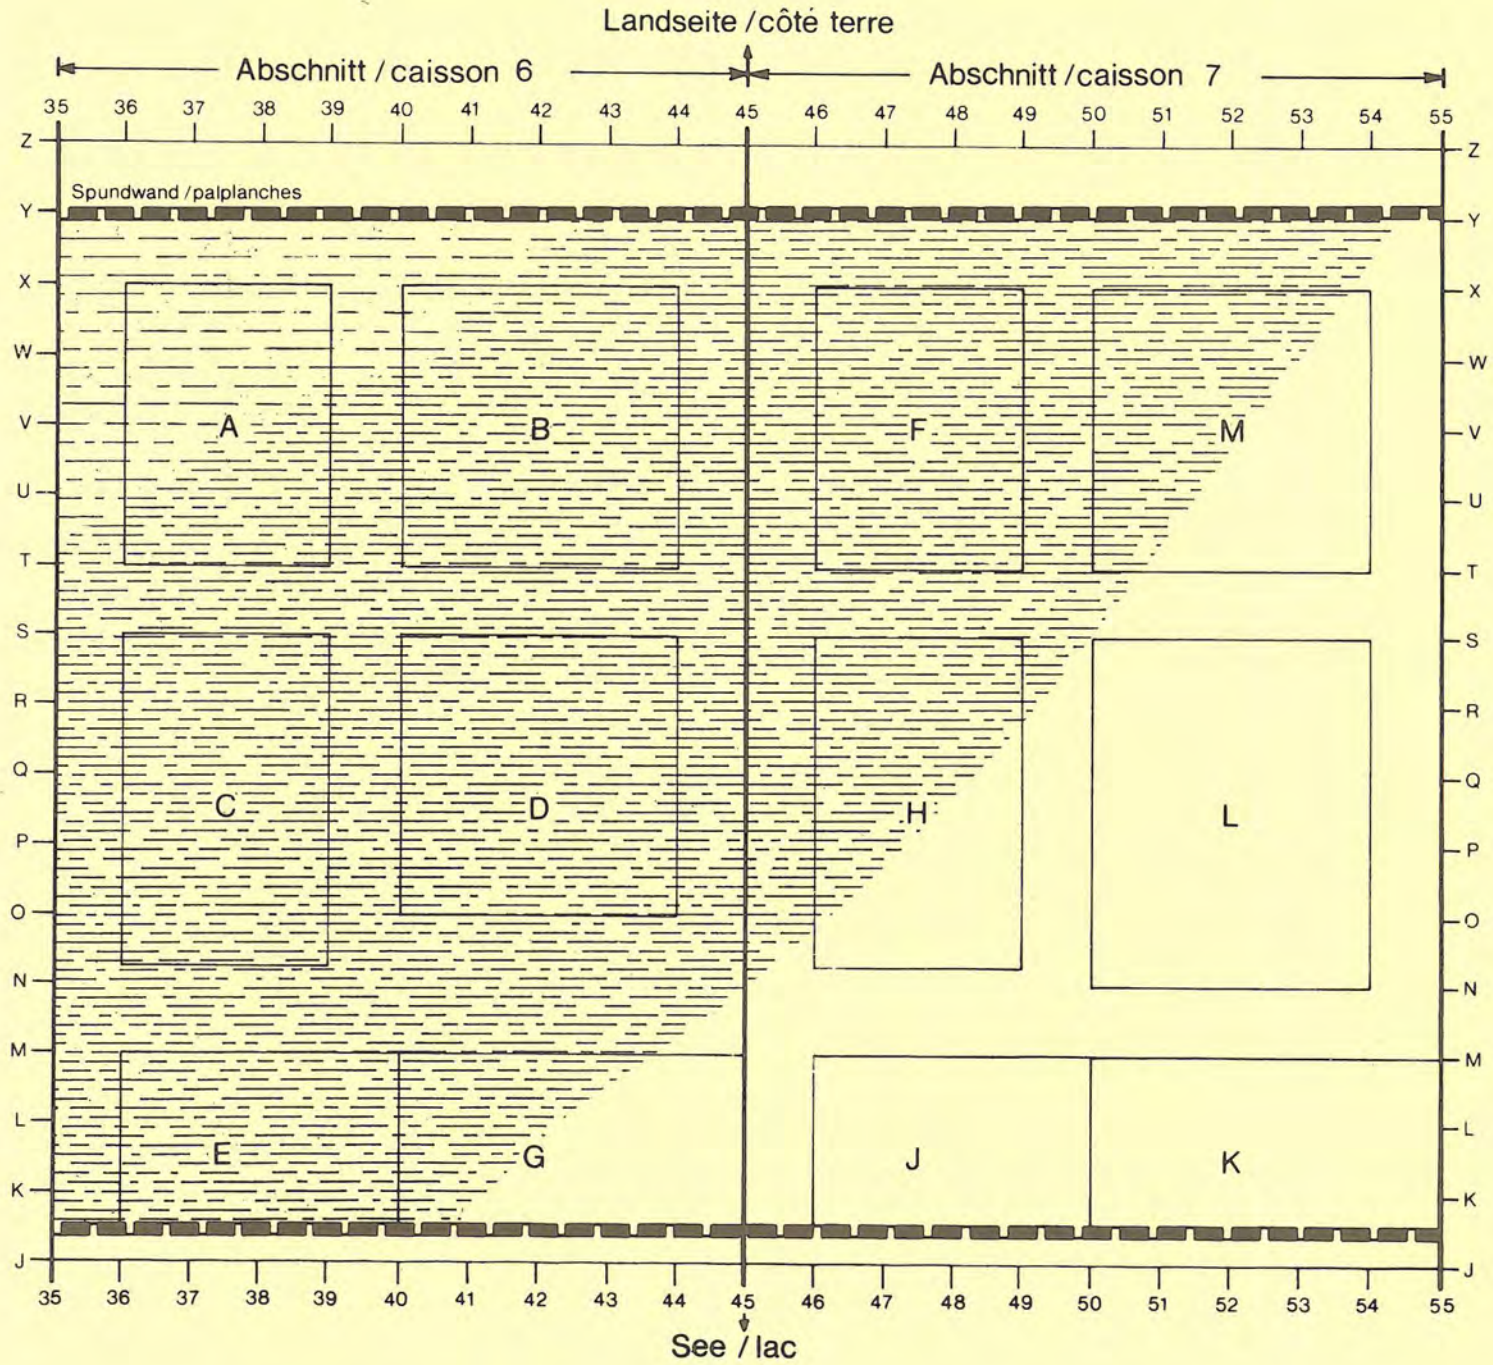 Landseite / côté terre
Abschnitt / caisson 6
Abschnitt / caisson 7
35 36 37 38 39 40 41 42 43 44 45 46 47 48 49 50 51 52 53 54 55
Z Z
Spundwand / palplanches
Y Y
X X
W W
A B F M
V V
U U
T T
S S
R R
Q Q
C D H L
P P
O O
N N
M M
L L
E G J K
K K
J J
35 36 37 38 39 40 41 42 43 44 45 46 47 48 49 50 51 52 53 54 55
See / lac